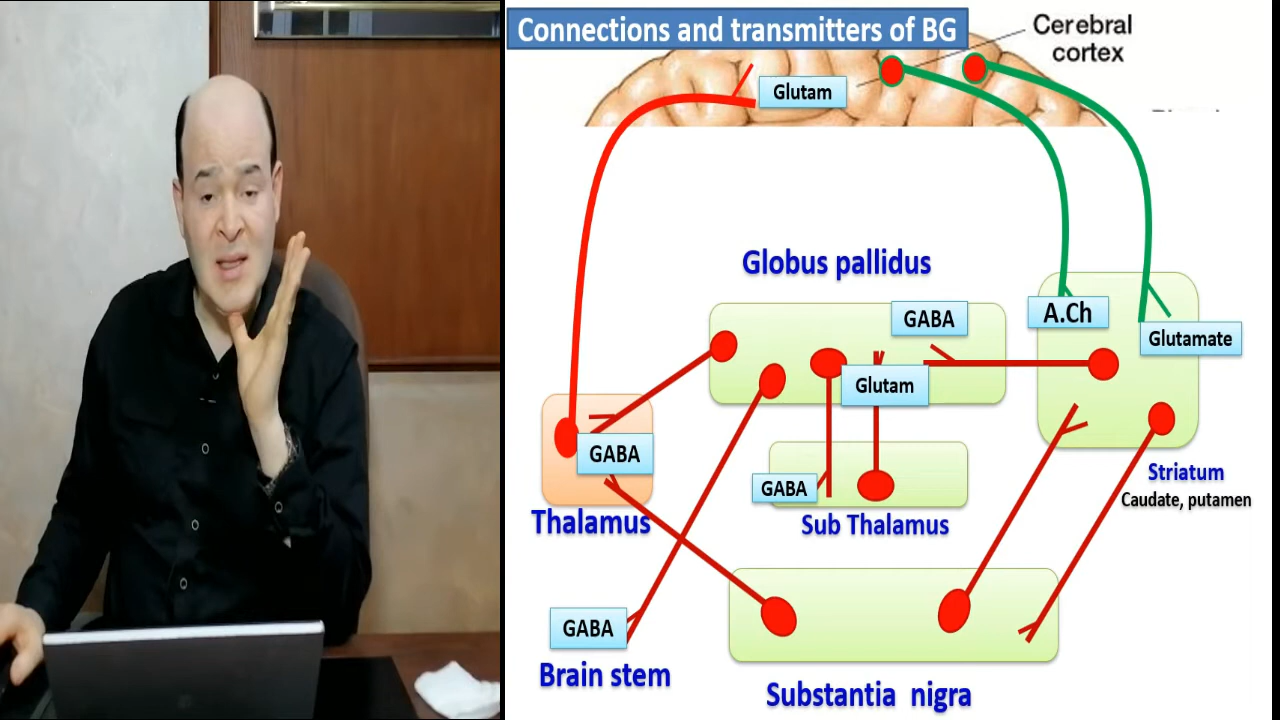 Connections and transmitters of BG
Cerebral
cortex
Glutam
Globus pallidus
GABA
A.Ch
Glutamate
Glutam
GABA
GABA
Striatum
Caudate, putamen
Thalamus
Sub Thalamus
GABA
Brain stem
Substantia nigra